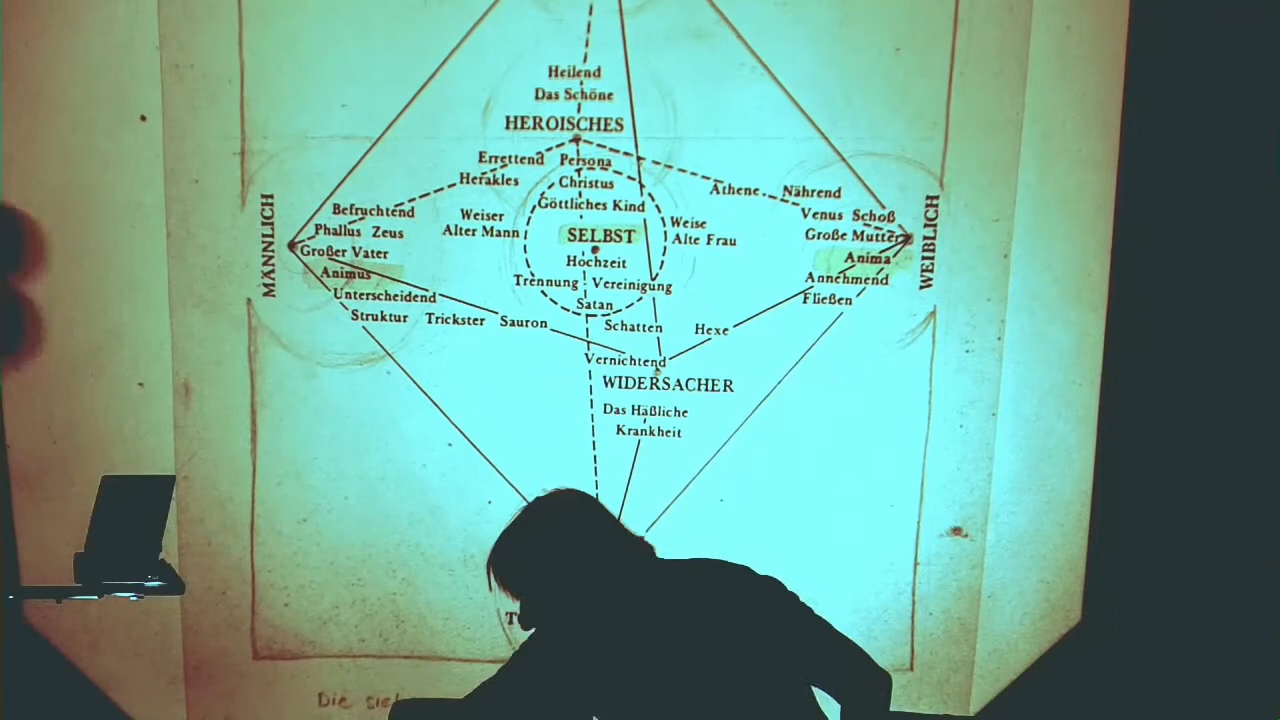 Heilend
Das Schöne
HEROISCHES
Errettend Persona
Herakles Christus Athene Nährend
Göttliches Kind
Befruchtend Weiser Weise Venus Schoß
Phallus Zeus Alter Mann SELBST Alte Frau Große Mutter
Großer Vater Hochzeit Anima
Animus Trennung Vereinigung Annehmend
Unterscheidend Satan Fließen
Struktur Trickster Sauron Schatten Hexe
MÄNNLICH
WEIBLICH
Vernichtend
WIDERSACHER
Das Häßliche
Krankheit
Die